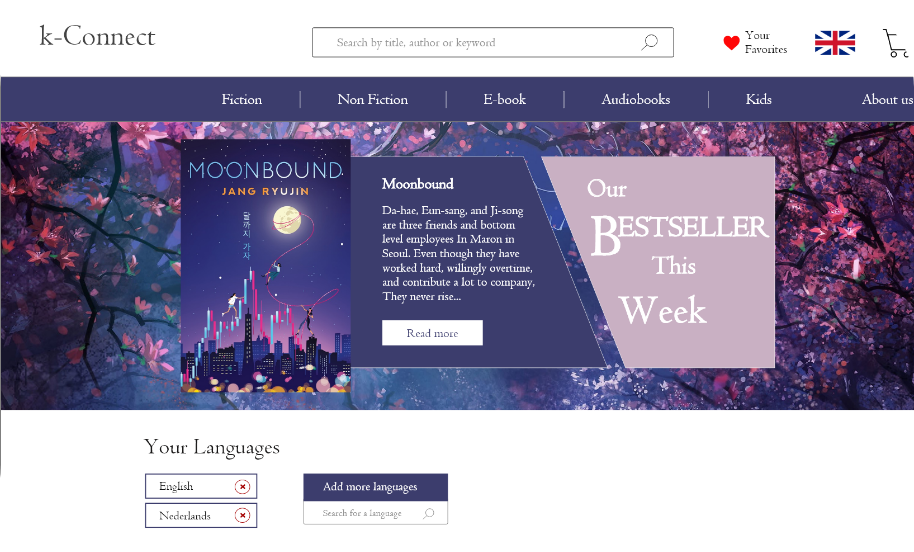 k-Connect
Search by title, author or keyword
Your
Favorites
Fiction
Non Fiction
E-book
Audiobooks
Kids
About us
MOONBOUND
JANG RYUJIN
달까지 가자
Moonbound
Da-hae, Eun-sang, and Ji-song
are three friends and bottom
level employees In Maron in
Seoul. Even though they have
worked hard, willingly overtime,
and contribute a lot to company,
They never rise...
Read more
Our
BESTSELLER
This
Week
Your Languages
English
Nederlands
Add more languages
Search for a language